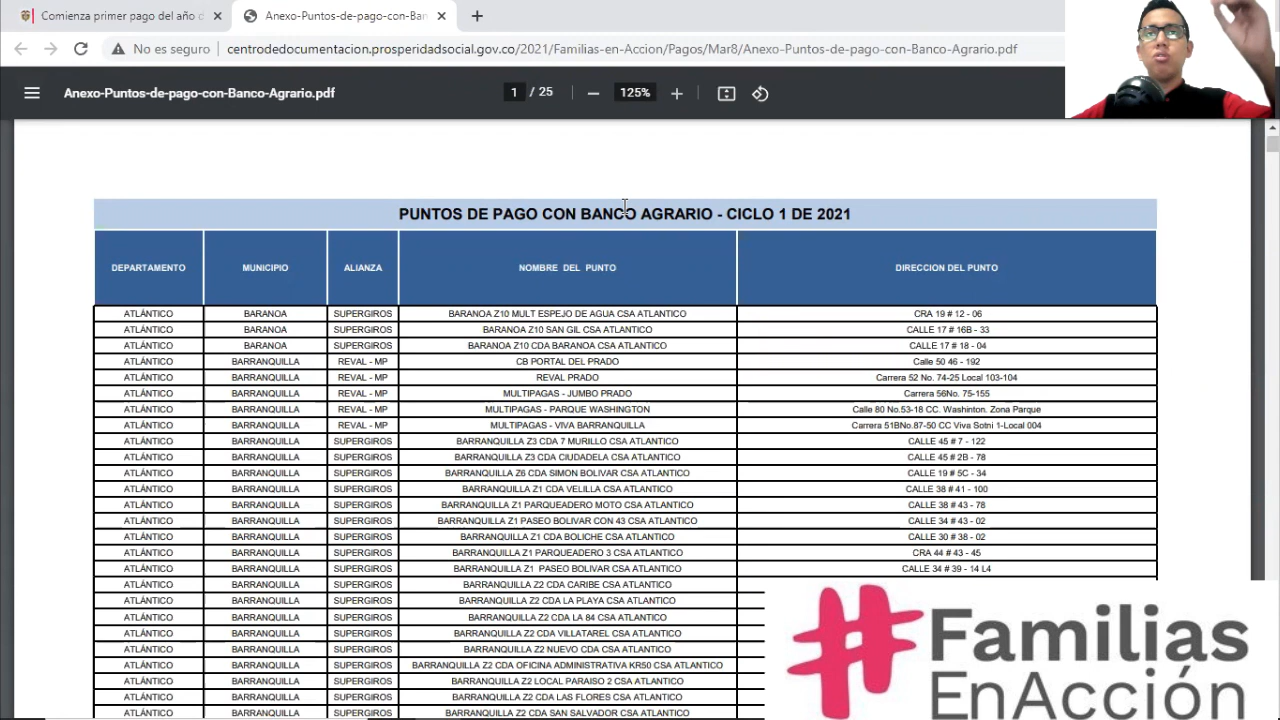 Comienza primer pago del año d
Anexo-Puntos-de-pago-con-Ban
No es seguro
centrodedocumentacion.prosperidadsocial.gov.co/2021/Familias-en-Accion/Pagos/Mar8/Anexo-Puntos-de-pago-con-Banco-Agrario.pdf
Anexo-Puntos-de-pago-con-Banco-Agrario.pdf 1 / 25 125%
PUNTOS DE PAGO CON BANCO AGRARIO - CICLO 1 DE 2021
DEPARTAMENTO MUNICIPIO ALIANZA NOMBRE DEL PUNTO DIRECCION DEL PUNTO
ATLÁNTICO BARANOA SUPERGIROS BARANOA Z10 MULT ESPEJO DE AGUA CSA ATLANTICO CRA 19 # 12 - 06
ATLÁNTICO BARANOA SUPERGIROS BARANOA Z10 SAN GIL CSA ATLANTICO CALLE 17 # 16B - 33
ATLÁNTICO BARANOA SUPERGIROS BARANOA Z10 CDA BARANOA CSA ATLANTICO CALLE 17 # 18 - 04
ATLÁNTICO BARRANQUILLA REVAL - MP CB PORTAL DEL PRADO Calle 50 46 - 192
ATLÁNTICO BARRANQUILLA REVAL - MP REVAL PRADO Carrera 52 No. 74-25 Local 103-104
ATLÁNTICO BARRANQUILLA REVAL - MP MULTIPAGAS - JUMBO PRADO Carrera 56No. 75-155
ATLÁNTICO BARRANQUILLA REVAL - MP MULTIPAGAS - PARQUE WASHINGTON Calle 80 No.53-18 CC. Washinton. Zona Parque
ATLÁNTICO BARRANQUILLA REVAL - MP MULTIPAGAS - VIVA BARRANQUILLA Carrera 51BNo.87-50 CC Viva Sotni 1-Local 004
ATLÁNTICO BARRANQUILLA SUPERGIROS BARRANQUILLA Z3 CDA 7 MURILLO CSA ATLANTICO CALLE 45 # 7 - 122
ATLÁNTICO BARRANQUILLA SUPERGIROS BARRANQUILLA Z3 CDA CIUDADELA CSA ATLANTICO CALLE 45 # 2B - 78
ATLÁNTICO BARRANQUILLA SUPERGIROS BARRANQUILLA Z6 CDA SIMON BOLIVAR CSA ATLANTICO CALLE 19 # 5C - 34
ATLÁNTICO BARRANQUILLA SUPERGIROS BARRANQUILLA Z1 CDA VELILLA CSA ATLANTICO CALLE 38 # 41 - 100
ATLÁNTICO BARRANQUILLA SUPERGIROS BARRANQUILLA Z1 PARQUEADERO MOTO CSA ATLANTICO CALLE 38 # 43 - 78
ATLÁNTICO BARRANQUILLA SUPERGIROS BARRANQUILLA Z1 PASEO BOLIVAR CON 43 CSA ATLANTICO CALLE 34 # 43 - 02
ATLÁNTICO BARRANQUILLA SUPERGIROS BARRANQUILLA Z1 CDA BOLICHE CSA ATLANTICO CALLE 30 # 38 - 02
ATLÁNTICO BARRANQUILLA SUPERGIROS BARRANQUILLA Z1 PARQUEADERO 3 CSA ATLANTICO CRA 44 # 43 - 45
ATLÁNTICO BARRANQUILLA SUPERGIROS BARRANQUILLA Z1 PASEO BOLIVAR CSA ATLANTICO CALLE 34 # 39 - 14 L4
ATLÁNTICO BARRANQUILLA SUPERGIROS BARRANQUILLA Z2 CDA CARIBE CSA ATLANTICO
ATLÁNTICO BARRANQUILLA SUPERGIROS BARRANQUILLA Z2 CDA LA PLAYA CSA ATLANTICO
ATLÁNTICO BARRANQUILLA SUPERGIROS BARRANQUILLA Z2 CDA LA 84 CSA ATLANTICO
ATLÁNTICO BARRANQUILLA SUPERGIROS BARRANQUILLA Z2 CDA VILLATAREL CSA ATLANTICO
ATLÁNTICO BARRANQUILLA SUPERGIROS BARRANQUILLA Z2 NUEVO CDA CSA ATLANTICO
ATLÁNTICO BARRANQUILLA SUPERGIROS BARRANQUILLA Z2 CDA OFICINA ADMINISTRATIVA KR50 CSA ATLANTICO
ATLÁNTICO BARRANQUILLA SUPERGIROS BARRANQUILLA Z2 LOCAL PARAISO 2 CSA ATLANTICO
ATLÁNTICO BARRANQUILLA SUPERGIROS BARRANQUILLA Z2 CDA LAS FLORES CSA ATLANTICO
ATLÁNTICO BARRANQUILLA SUPERGIROS BARRANQUILLA Z2 CDA SAN SALVADOR CSA ATLANTICO
#Familias
EnAcción